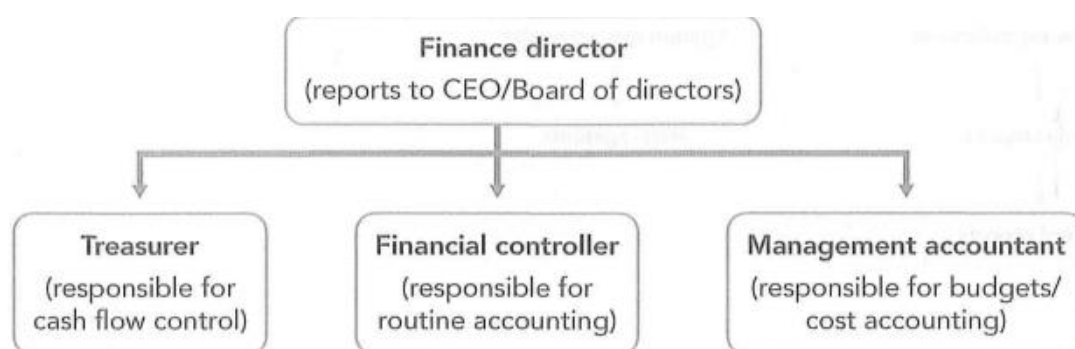 Finance director
(reports to CEO/Board of directors)
Treasurer
(responsible for
cash flow control)
Financial controller
(responsible for
routine accounting)
Management accountant
(responsible for budgets/
cost accounting)